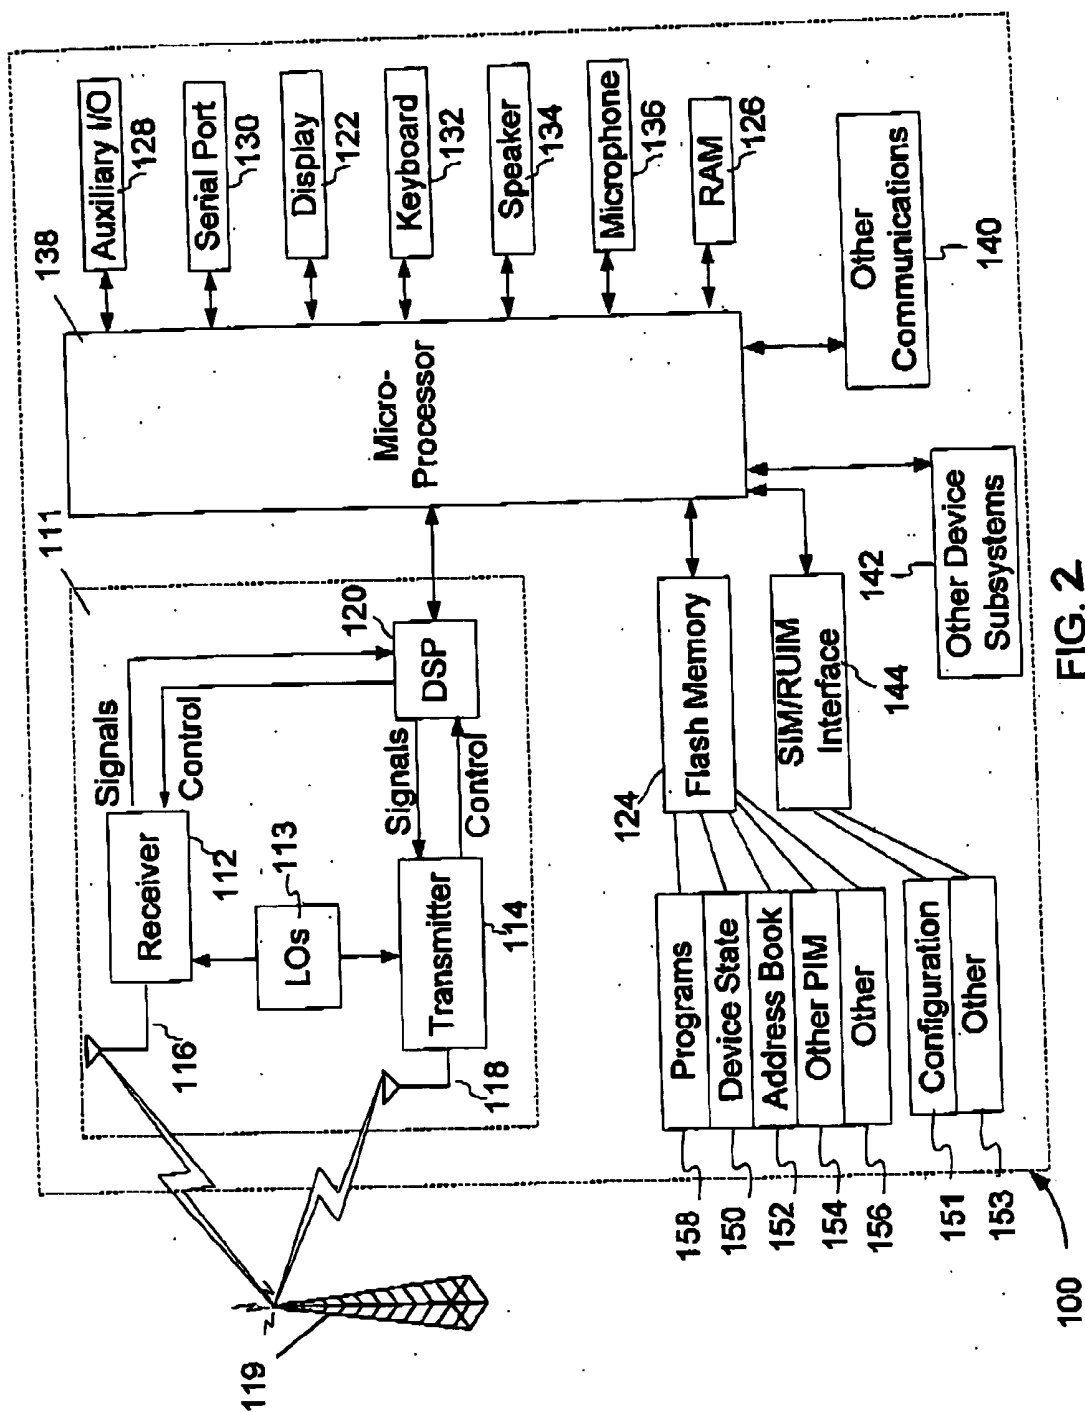 111
138
Signals
Control
Receiver
112
116
LOs
113
120
DSP
Signals
Control
Transmitter
114
118
119
Micro-
Processor
Auxiliary I/O
128
Serial Port
130
Display
122
Keyboard
132
Speaker
134
Microphone
136
RAM
126
Other
Communications
140
124
Flash Memory
SIM/RUIM
Interface
144
142
Other Device
Subsystems
Programs
Device State
Address Book
Other PIM
Other
Configuration
Other
158
150
152
154
156
151
153
100
FIG. 2